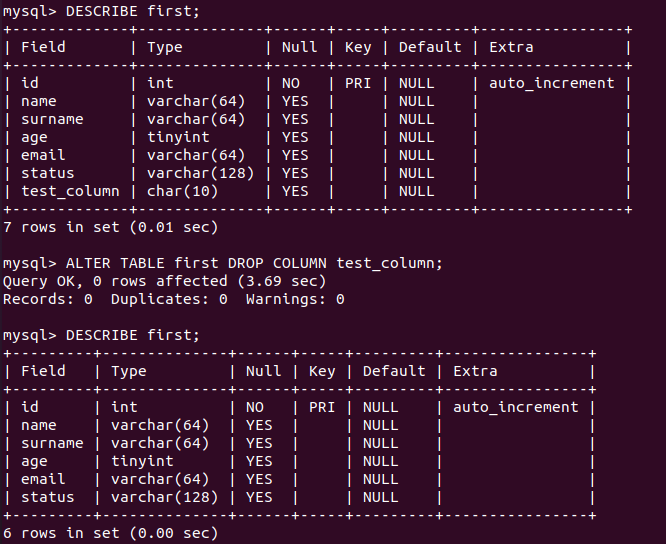 mysql> DESCRIBE first;
+-------------+--------------+------+-----+---------+----------------+
| Field       | Type         | Null | Key | Default | Extra          |
+-------------+--------------+------+-----+---------+----------------+
| id          | int          | NO   | PRI | NULL    | auto_increment |
| name        | varchar(64)  | YES  |     | NULL    |                |
| surname     | varchar(64)  | YES  |     | NULL    |                |
| age         | tinyint      | YES  |     | NULL    |                |
| email       | varchar(64)  | YES  |     | NULL    |                |
| status      | varchar(128) | YES  |     | NULL    |                |
| test_column | char(10)     | YES  |     | NULL    |                |
+-------------+--------------+------+-----+---------+----------------+
7 rows in set (0.01 sec)

mysql> ALTER TABLE first DROP COLUMN test_column;
Query OK, 0 rows affected (3.69 sec)
Records: 0  Duplicates: 0  Warnings: 0

mysql> DESCRIBE first;
+---------+--------------+------+-----+---------+----------------+
| Field   | Type         | Null | Key | Default | Extra          |
+---------+--------------+------+-----+---------+----------------+
| id      | int          | NO   | PRI | NULL    | auto_increment |
| name    | varchar(64)  | YES  |     | NULL    |                |
| surname | varchar(64)  | YES  |     | NULL    |                |
| age     | tinyint      | YES  |     | NULL    |                |
| email   | varchar(64)  | YES  |     | NULL    |                |
| status  | varchar(128) | YES  |     | NULL    |                |
+---------+--------------+------+-----+---------+----------------+
6 rows in set (0.00 sec)